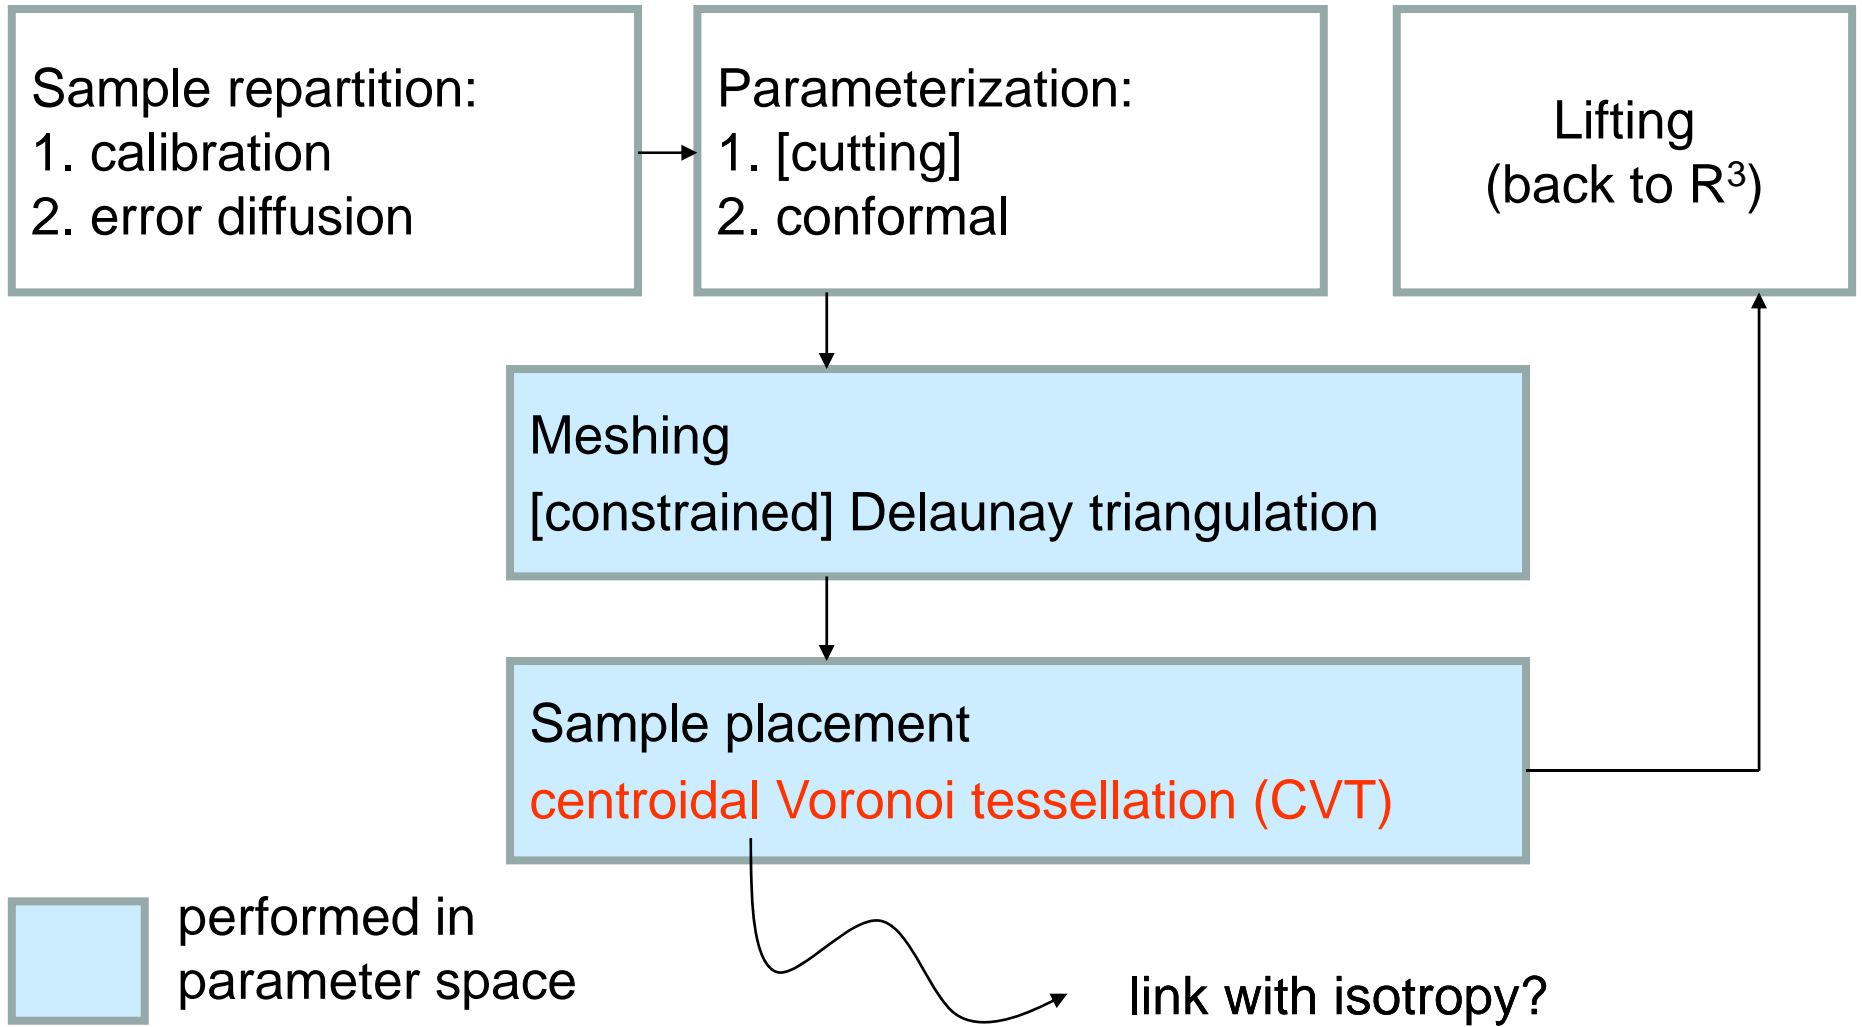 Sample repartition:
1. calibration
2. error diffusion
Parameterization:
1. [cutting]
2. conformal
Lifting
(back to R³)
Meshing
[constrained] Delaunay triangulation
Sample placement
centroidal Voronoi tessellation (CVT)
performed in
parameter space
link with isotropy?